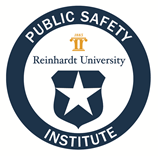 PUBLIC SAFETY
1883
Reinhardt University
INSTITUTE